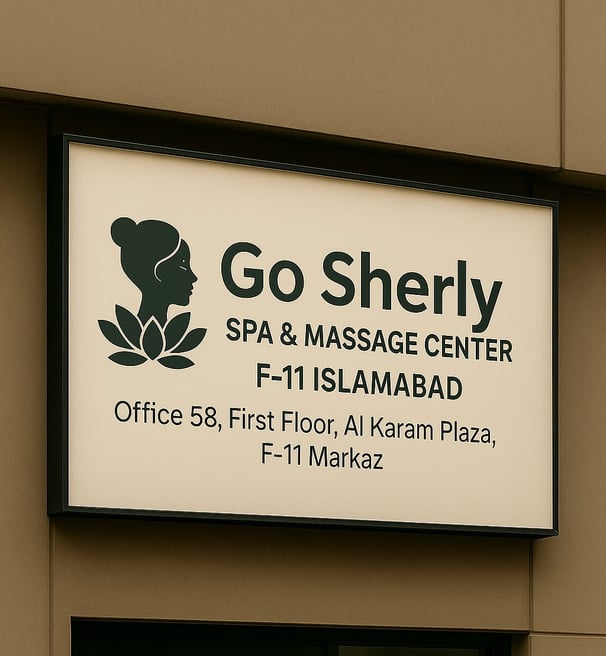 Go Sherly
SPA & MASSAGE CENTER
F-11 ISLAMABAD
Office 58, First Floor, Al Karam Plaza,
F-11 Markaz